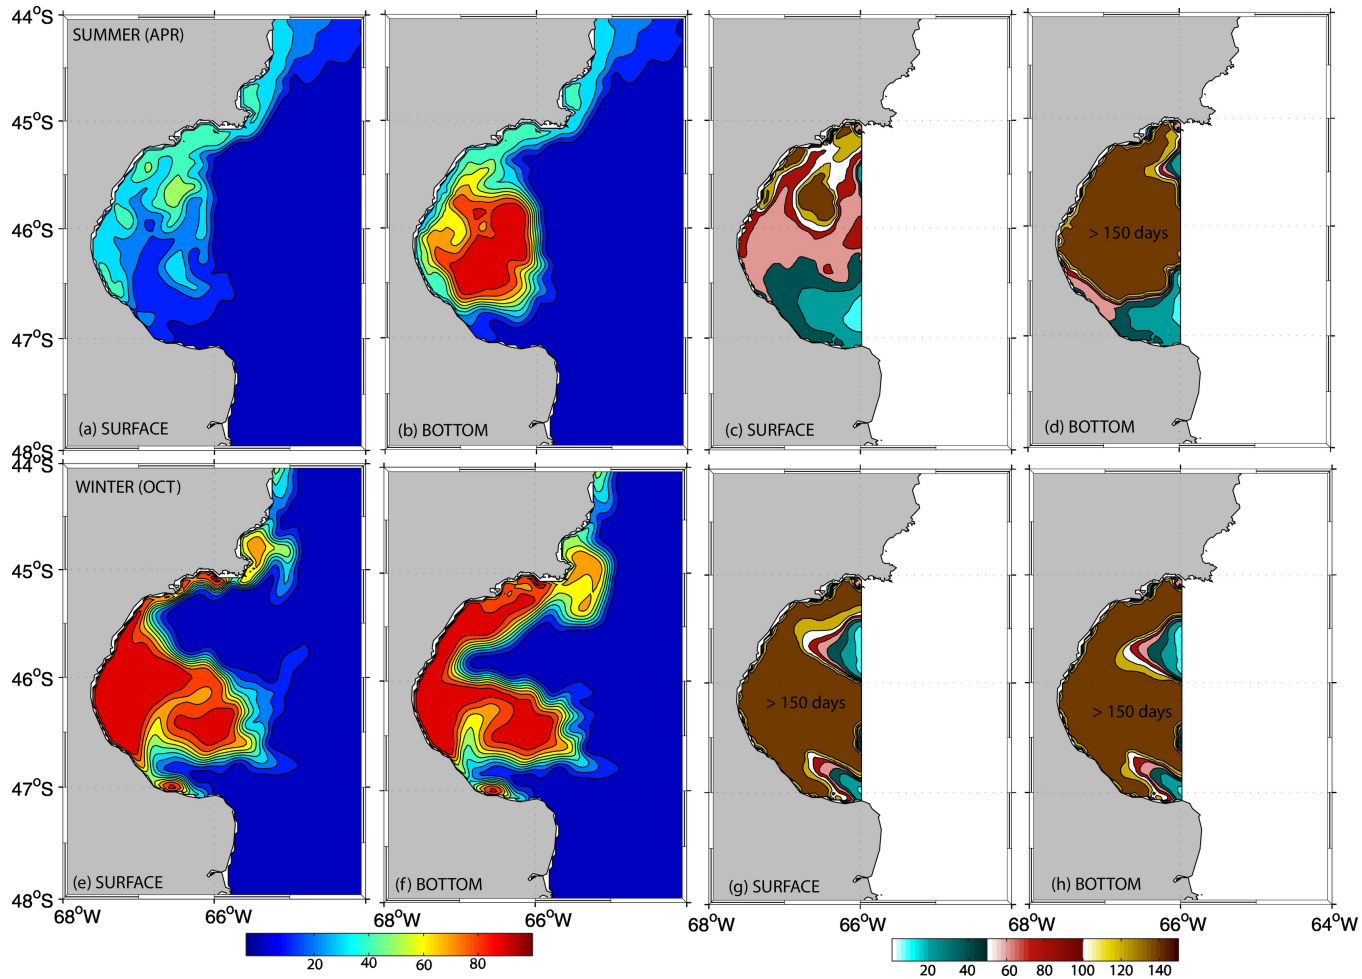 44°S
SUMMER (APR)
45°S
46°S
47°S
(a) SURFACE
(b) BOTTOM
(c) SURFACE
(d) BOTTOM
> 150 days
48°S
44°S
WINTER (OCT)
45°S
46°S
> 150 days
> 150 days
47°S
(e) SURFACE
(f) BOTTOM
(g) SURFACE
(h) BOTTOM
48°S
68°W 66°W 68°W 66°W 68°W 66°W 68°W 66°W 64°W
20 40 60 80
20 40 60 80 100 120 140